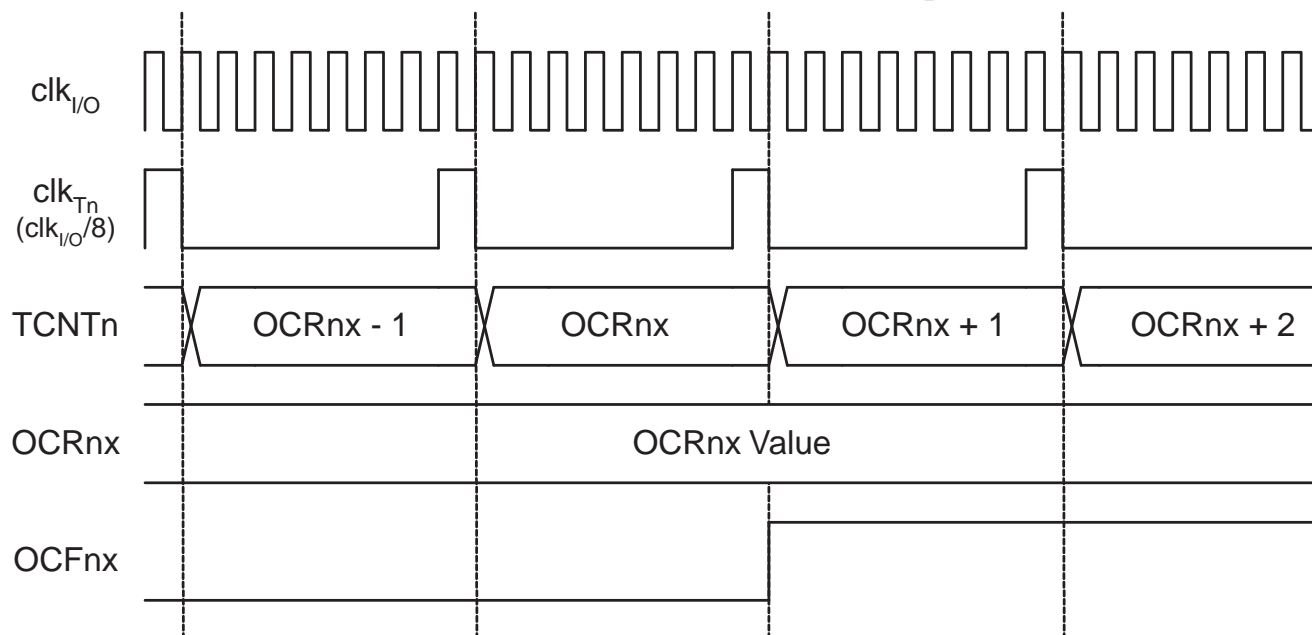 clkI/O
clkTn
(clkI/O/8)
TCNTn OCRnx - 1 OCRnx OCRnx + 1 OCRnx + 2
OCRnx OCRnx Value
OCFnx